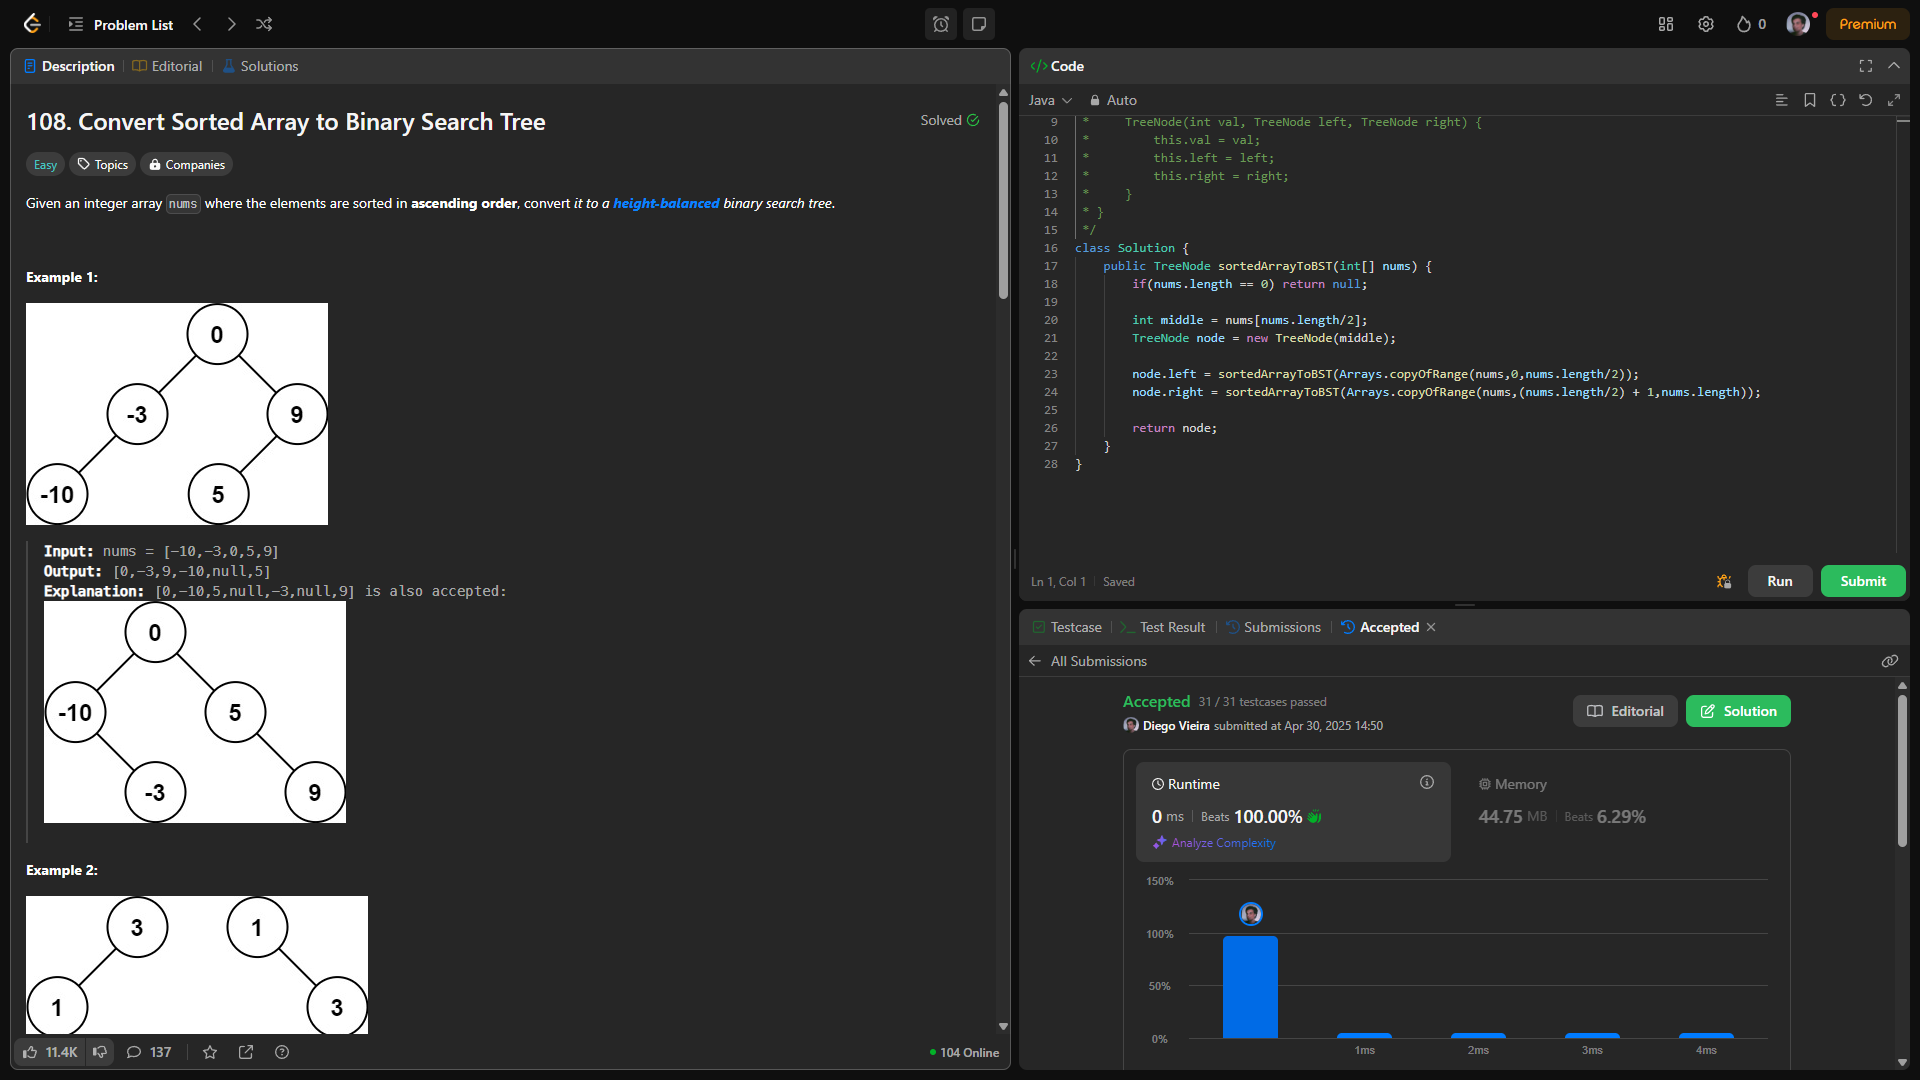 Problem List
0
Premium
Description
Editorial
Solutions
108. Convert Sorted Array to Binary Search Tree
Solved
Easy
Topics
Companies
Given an integer array nums where the elements are sorted in ascending order, convert it to a height-balanced binary search tree.
Example 1:
0
-3
9
-10
5
Input: nums = [-10,-3,0,5,9]
Output: [0,-3,9,-10,null,5]
Explanation: [0,-10,5,null,-3,null,9] is also accepted:
0
-10
5
-3
9
Example 2:
3
1
1
3
11.4K
137
104 Online
</> Code
Java
Auto
9 * TreeNode(int val, TreeNode left, TreeNode right) {
10 * this.val = val;
11 * this.left = left;
12 * this.right = right;
13 * }
14 * }
15 */
16 class Solution {
17 public TreeNode sortedArrayToBST(int[] nums) {
18 if(nums.length == 0) return null;
19
20 int middle = nums[nums.length/2];
21 TreeNode node = new TreeNode(middle);
22
23 node.left = sortedArrayToBST(Arrays.copyOfRange(nums,0,nums.length/2));
24 node.right = sortedArrayToBST(Arrays.copyOfRange(nums,(nums.length/2) + 1,nums.length));
25
26 return node;
27 }
28 }
Ln 1, Col 1
Saved
Run
Submit
Testcase
Test Result
Submissions
Accepted
All Submissions
Accepted 31 / 31 testcases passed
Diego Vieira submitted at Apr 30, 2025 14:50
Editorial
Solution
Runtime
0 ms
Beats 100.00%
Analyze Complexity
Memory
44.75 MB
Beats 6.29%
150%
100%
50%
0%
1ms
2ms
3ms
4ms